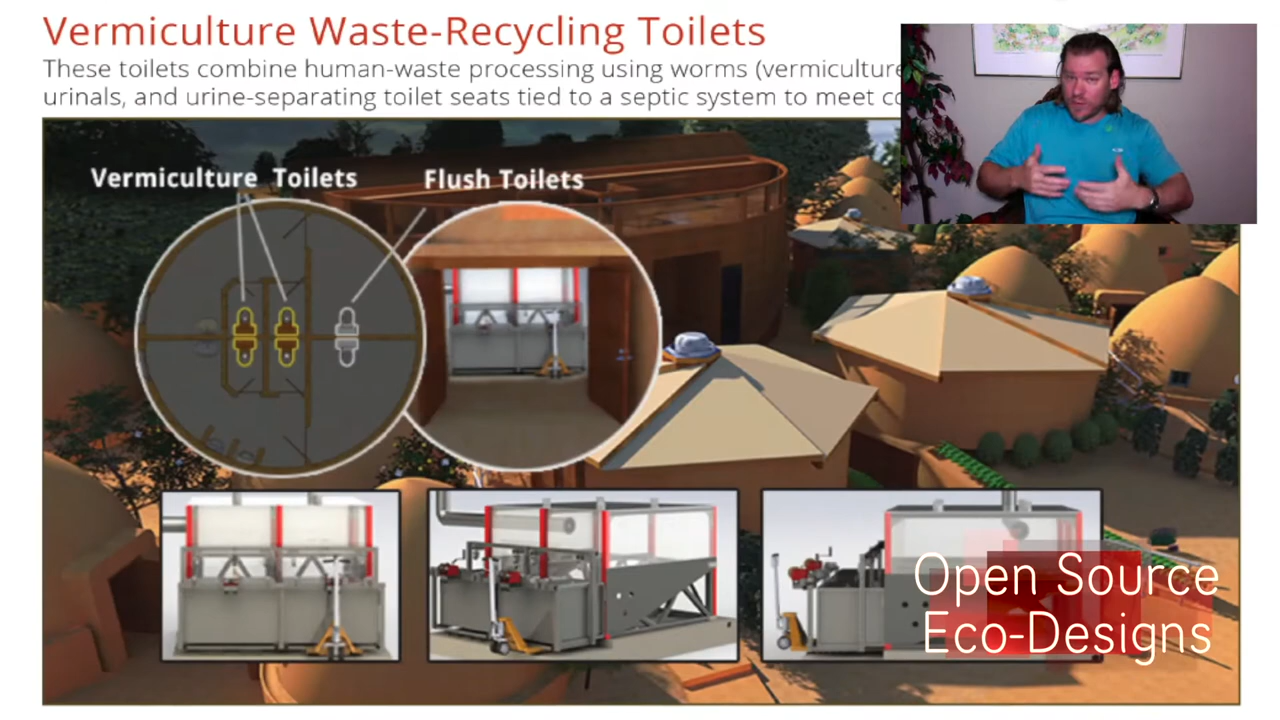 Vermiculture Waste-Recycling Toilets
These toilets combine human-waste processing using worms (vermiculture
urinals, and urine-separating toilet seats tied to a septic system to meet
Vermiculture Toilets
Flush Toilets
Open Source
Eco-Designs